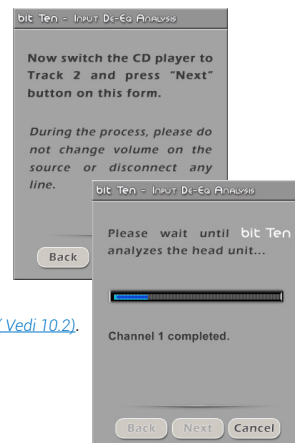 bit Ten - Input De-Eq Analysis
Now switch the CD player to
Track 2 and press "Next"
button on this form.
During the process, please do
not change volume on the
source or disconnect any
line.
Back
bit Ten - Input De-Eq Analysis
Please wait until bit Ten
analyzes the head unit...
Channel 1 completed.
Back Next Cancel
( Vedi 10.2).